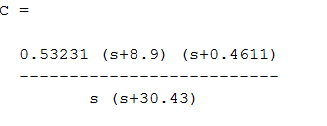 C =
0.53231 (s+8.9) (s+0.4611)
--------------------------
s (s+30.43)